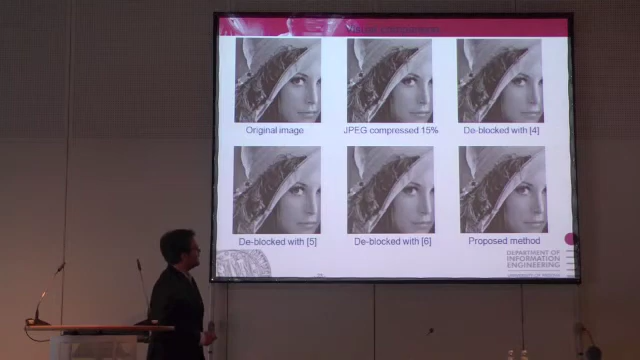 Original image
JPEG compressed 15%
De-blocked with [4]
De-blocked with [5]
De-blocked with [6]
Proposed method
DEPARTMENT OF
INFORMATION
ENGINEERING